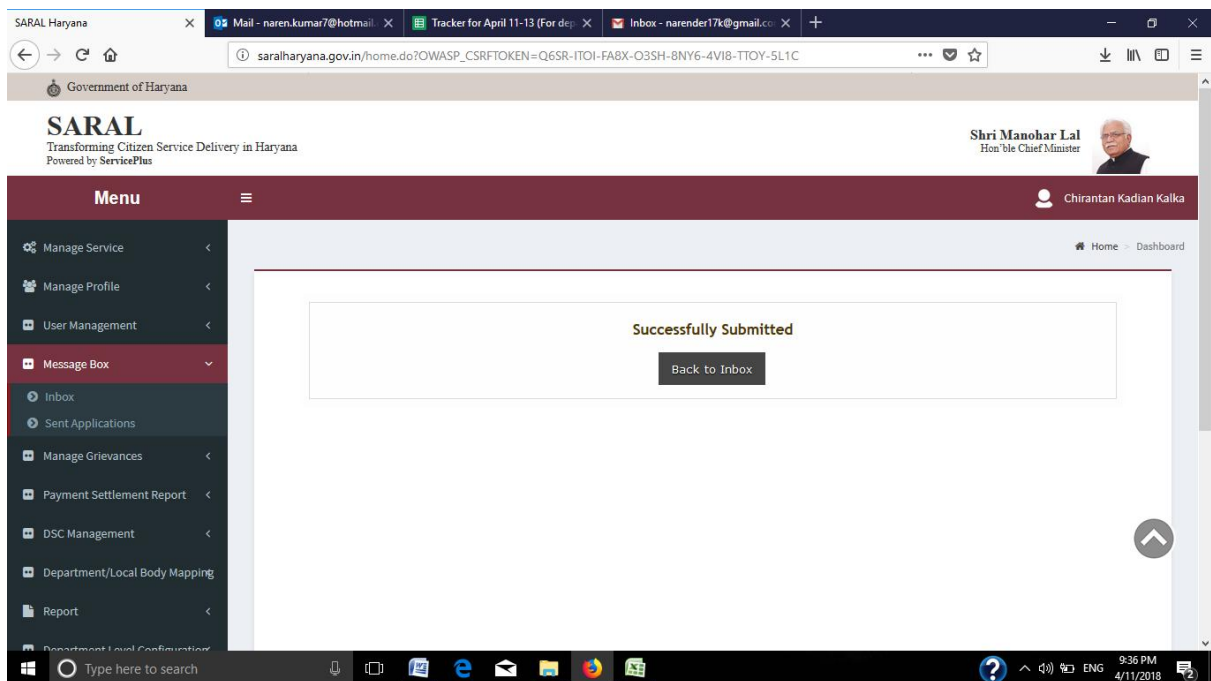 SARAL Haryana
Mail - naren.kumar7@hotmail.
Tracker for April 11-13 (For dep
Inbox - narender17k@gmail.co
saralharyana.gov.in/home.do?OWASP_CSRFTOKEN=Q6SR-ITOI-FA8X-O3SH-8NY6-4VI8-TTOY-5L1C
Government of Haryana
SARAL
Transforming Citizen Service Delivery in Haryana
Powered by ServicePlus
Shri Manohar Lal
Hon'ble Chief Minister
Menu
Chirantan Kadian Kalka
Home > Dashboard
Manage Service
Manage Profile
User Management
Message Box
Inbox
Sent Applications
Manage Grievances
Payment Settlement Report
DSC Management
Department/Local Body Mapping
Report
Department Level Configuration
Successfully Submitted
Back to Inbox
Type here to search
ENG
9:36 PM
4/11/2018
2